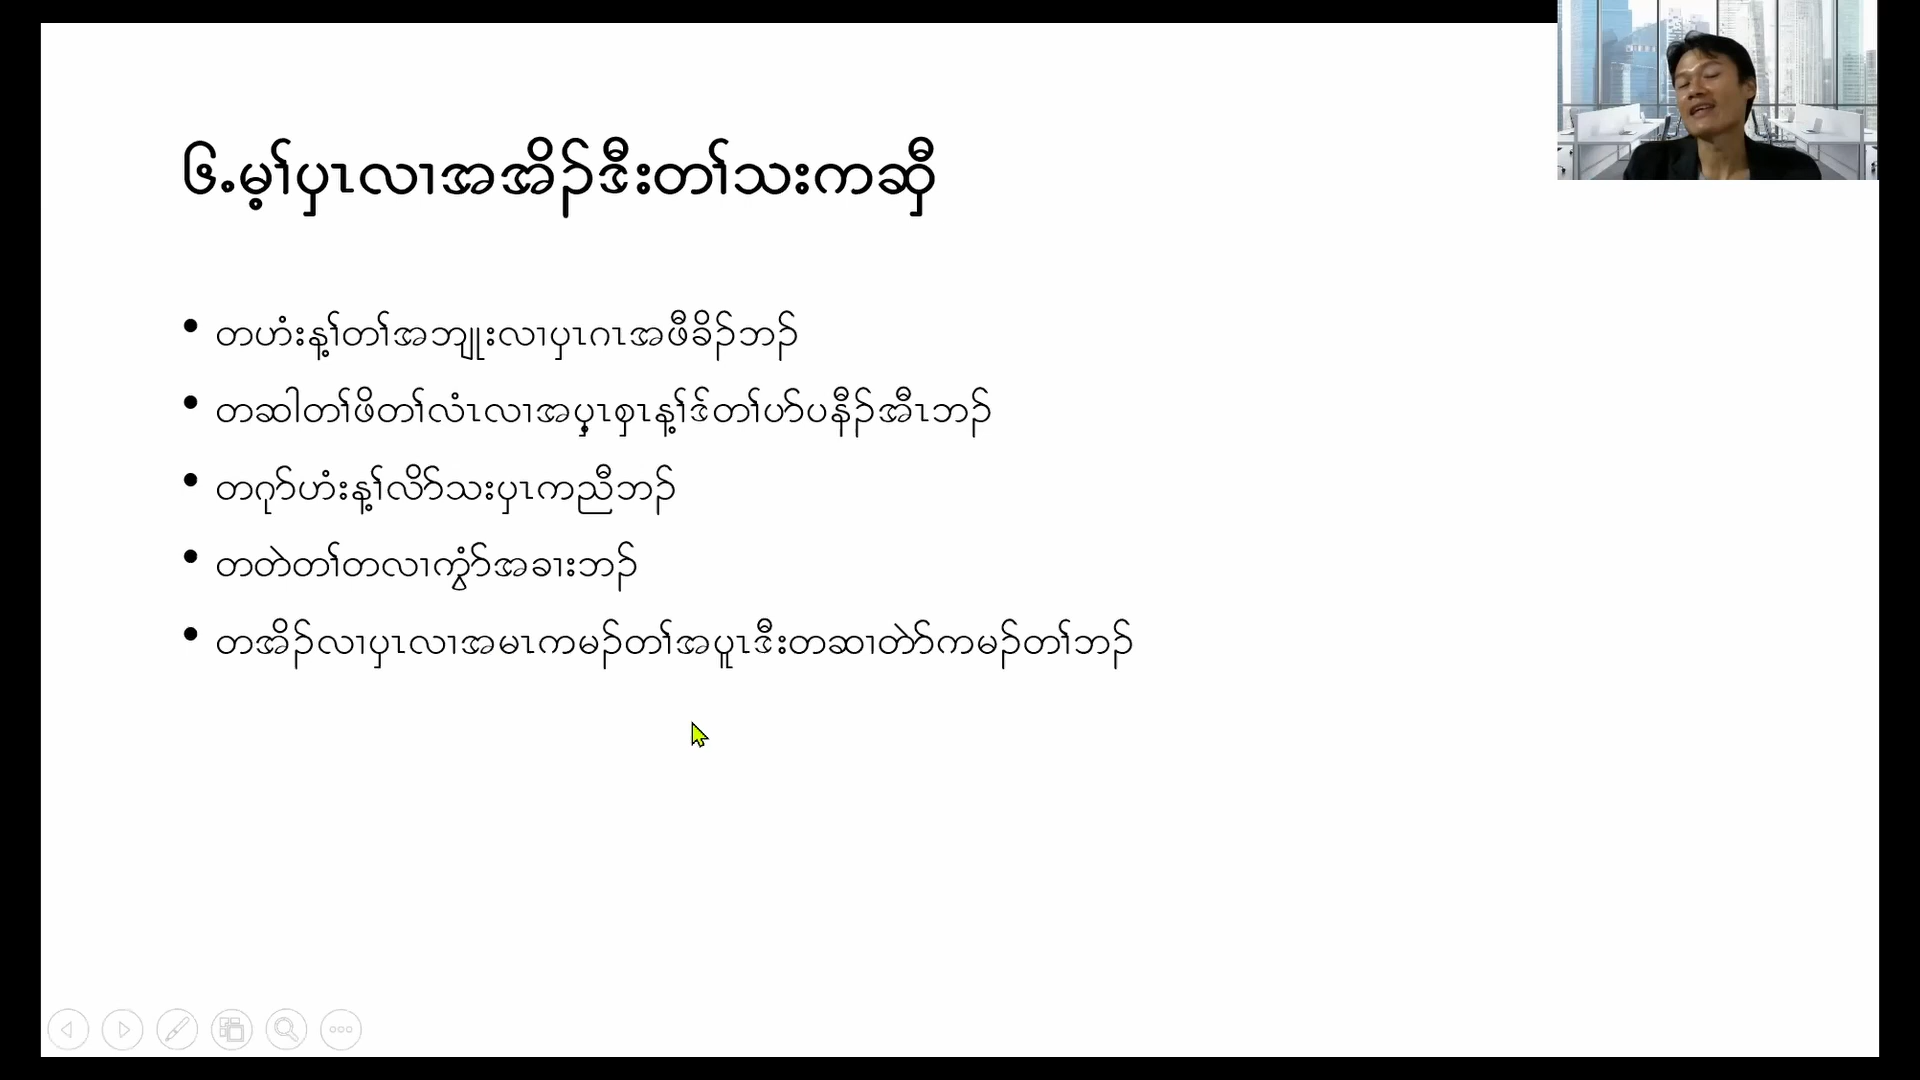 ၆.မ့ၢ်ပှၤလၢအအိၣ်ဒီးတၢ်သးကဆှီ
• တဟံးန့ၢ်တၢ်အဘျုးလၢပှၤဂၤအဖီခိၣ်ဘၣ်
• တဆါတၢ်ဖိတၢ်လံၤလၢအပှ့ၤစှၤန့ၢ်ဒ်တၢ်ပာ်ပနီၣ်အီၤဘၣ်
• တဂုာ်ဟံးန့ၢ်လိာ်သးပှၤကညီဘၣ်
• တတဲတၢ်တလၢကွံာ်အခၢးဘၣ်
• တအိၣ်လၢပှၤလၢအမၤကမၣ်တၢ်အပူၤဒီးတဆၢတဲာ်ကမၣ်တၢ်ဘၣ်